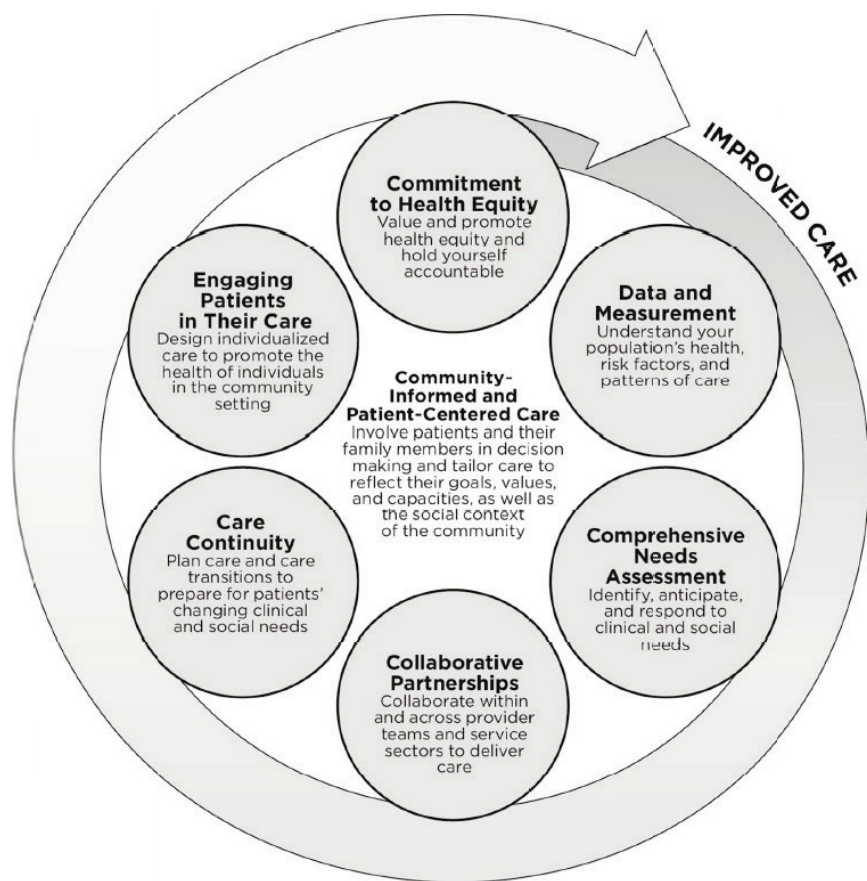 IMPROVED CARE
Commitment
to Health Equity
Value and promote
health equity and
hold yourself
accountable
Data and
Measurement
Understand your
population's health,
risk factors, and
patterns of care
Comprehensive
Needs
Assessment
Identify, anticipate,
and respond to
clinical and social
needs
Collaborative
Partnerships
Collaborate within
and across provider
teams and service
sectors to deliver
care
Care
Continuity
Plan care and care
transitions to
prepare for patients'
changing clinical
and social needs
Engaging
Patients
in Their Care
Design individualized
care to promote the
health of individuals
in the community
setting
Community-
Informed and
Patient-Centered Care
Involve patients and their
family members in decision
making and tailor care to
reflect their goals, values,
and capacities, as well as
the social context
of the community